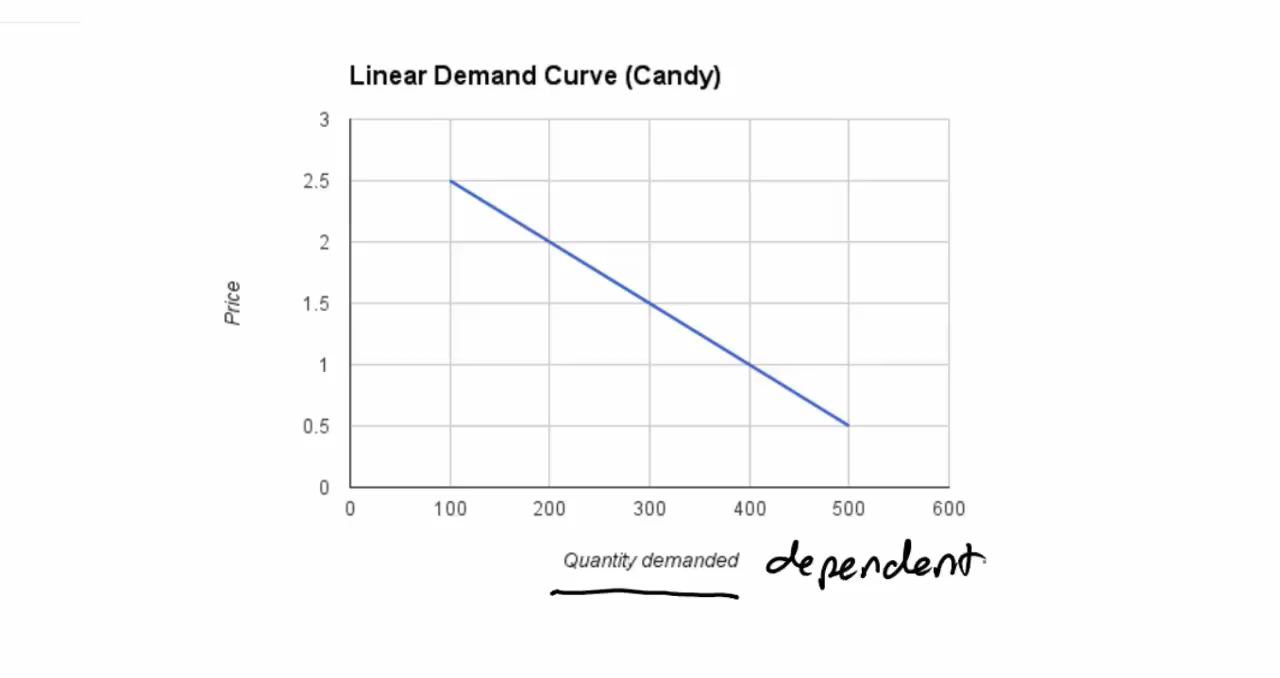 Linear Demand Curve (Candy)
3
2.5
2
1.5
1
0.5
0
Price
0 100 200 300 400 500 600
Quantity demanded dependent